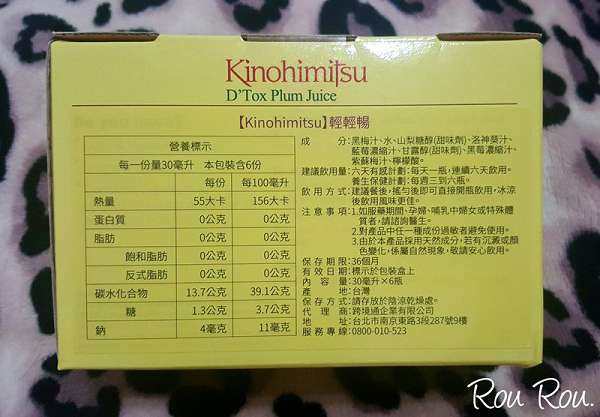 Kinohimitsu
D'Tox Plum Juice
【Kinohimitsu】輕輕暢
營養標示
每一份量30毫升 本包裝含6份
每份 每100毫升
熱量 55大卡 156大卡
蛋白質 0公克 0公克
脂肪 0公克 0公克
飽和脂肪 0公克 0公克
反式脂肪 0公克 0公克
碳水化合物 13.7公克 39.1公克
糖 1.3公克 3.7公克
鈉 4毫克 11毫克
成分:黑梅汁、水、山梨糖醇(甜味劑)、洛神葵汁、
藍莓濃縮汁、甘露醇(甜味劑)、黑莓濃縮汁、
紫蘇梅汁、檸檬酸。
建議飲用量:六天有感計劃:每天一瓶,連續六天飲用。
養生保健計劃:每週三到六瓶。
飲用方式:建議餐後,搖勻後即可直接開瓶飲用,冰涼
後飲用風味更佳。
注意事項:1.如服藥期間、孕婦、哺乳中婦女或特殊體
質者,請諮詢醫生。
2.對產品中任一種成份過敏者避免使用。
3.由於本產品採用天然成分,若有沉澱或顏
色變化,係屬自然現象,敬請安心飲用。
保存期限:36個月
有效日期:標示於包裝盒上
內容量:30毫升×6瓶
產地:台灣
保存方式:請存放於陰涼乾燥處。
代理商:跨境通企業有限公司
地址:台北市南京東路3段287號9樓
服務專線:0800-010-523
Rou Rou.